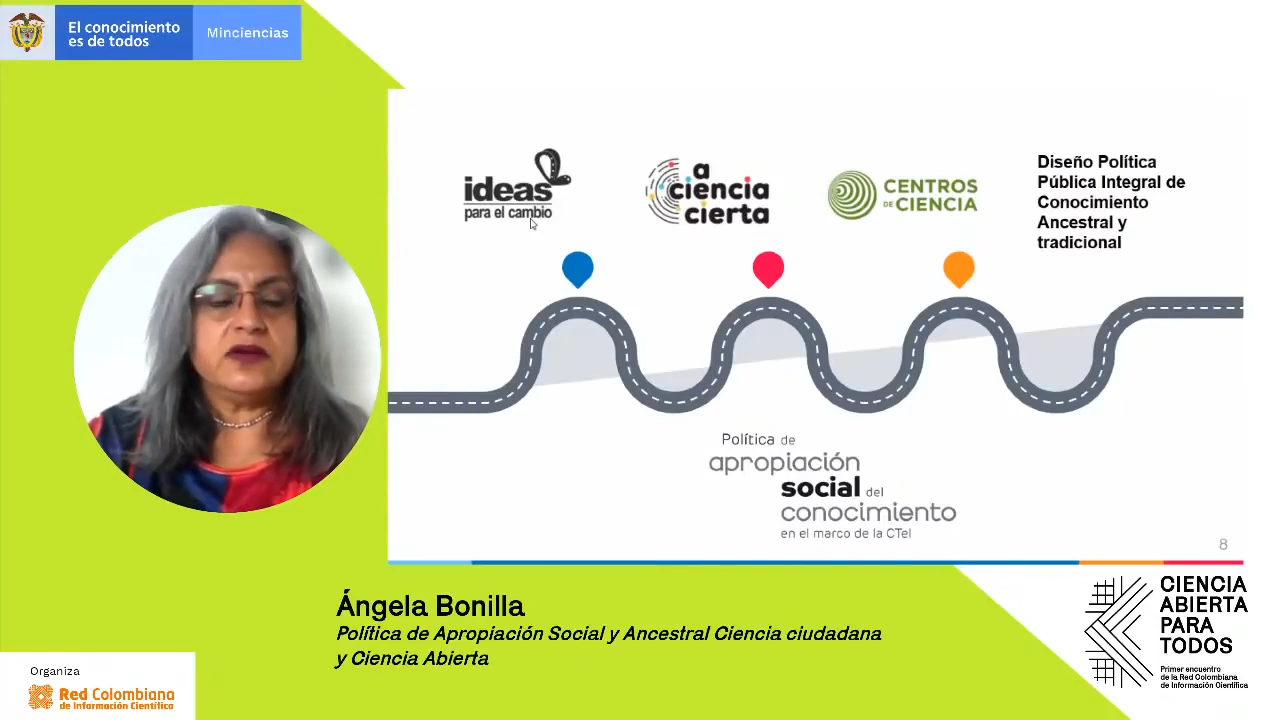 El conocimiento
es de todos
Minciencias
ideas
para el cambio
a
ciencia
cierta
CENTROS
DE CIENCIA
Diseño Política
Pública Integral de
Conocimiento
Ancestral y
tradicional
Política de
apropiación
social del
conocimiento
en el marco de la CTeI
8
Ángela Bonilla
Política de Apropiación Social y Ancestral Ciencia ciudadana
y Ciencia Abierta
CIENCIA
ABIERTA
PARA
TODOS
Primer encuentro
de la Red Colombiana
de Información Científica
Organiza
Red Colombiana
de Información Científica